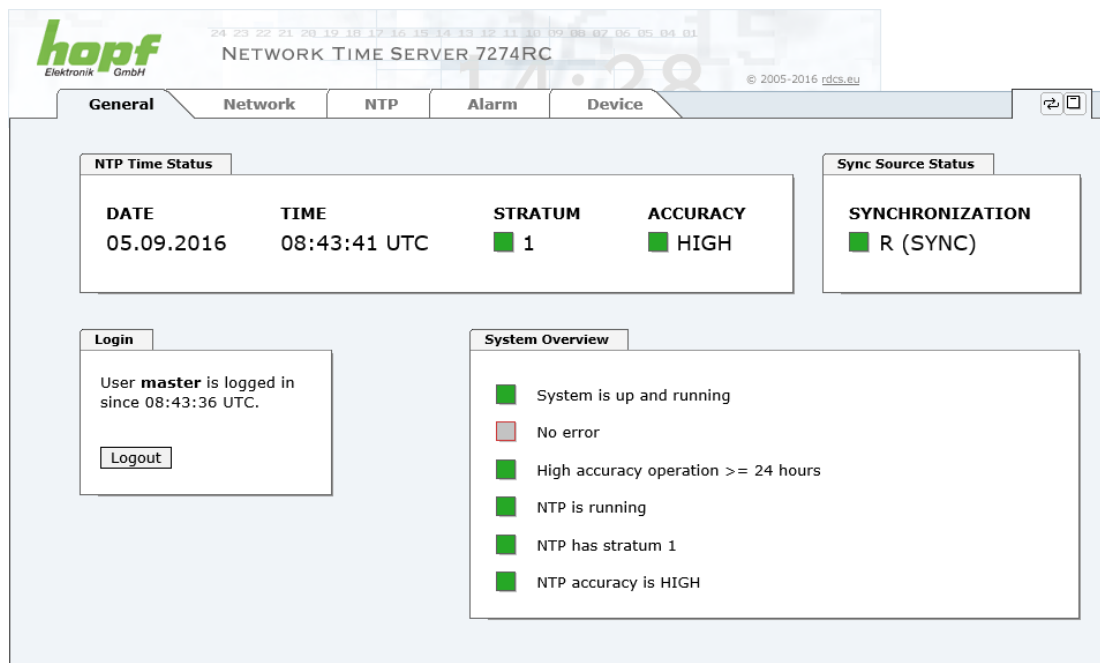 hopf
Elektronik GmbH
24 23 22 21 20 19 18 17 16 15 14 13 12 11 10 09 08 07 06 05 04 01
NETWORK TIME SERVER 7274RC
14:28
© 2005-2016 rdcs.eu
General Network NTP Alarm Device
NTP Time Status
DATE TIME STRATUM ACCURACY
05.09.2016 08:43:41 UTC 1 HIGH
Sync Source Status
SYNCHRONIZATION
R (SYNC)
Login
User master is logged in
since 08:43:36 UTC.
Logout
System Overview
System is up and running
No error
High accuracy operation >= 24 hours
NTP is running
NTP has stratum 1
NTP accuracy is HIGH